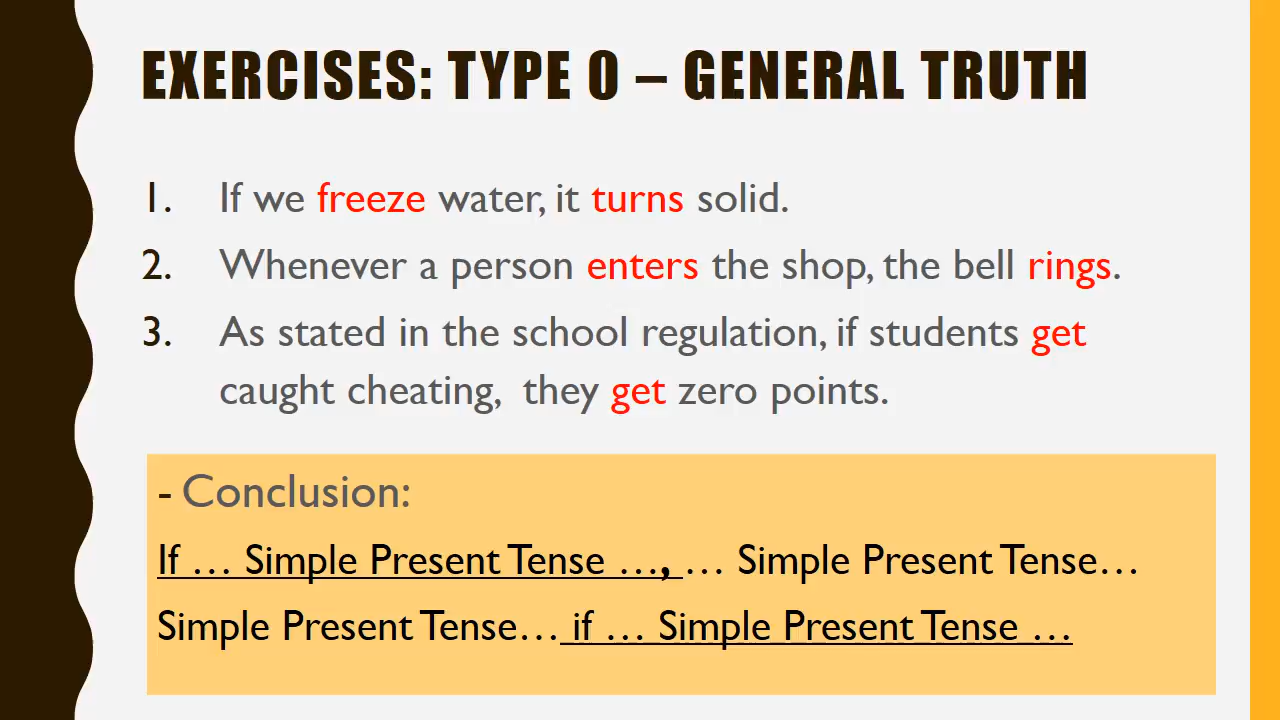 EXERCISES: TYPE 0 – GENERAL TRUTH
1. If we freeze water, it turns solid.
2. Whenever a person enters the shop, the bell rings.
3. As stated in the school regulation, if students get
caught cheating, they get zero points.
- Conclusion:
If … Simple Present Tense …, … Simple Present Tense…
Simple Present Tense… if … Simple Present Tense …